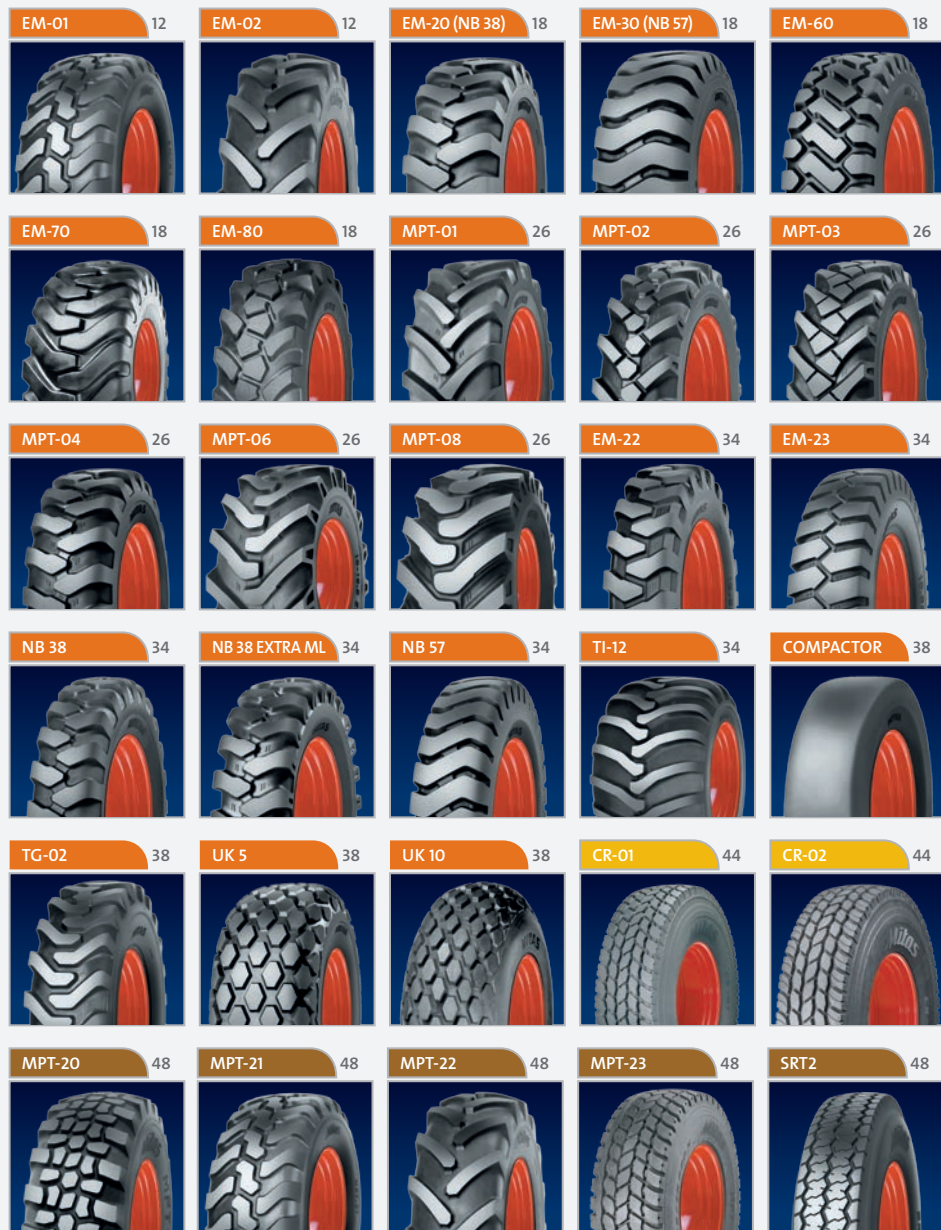 EM-01 12 EM-02 12 EM-20 (NB 38) 18 EM-30 (NB 57) 18 EM-60 18
EM-70 18 EM-80 18 MPT-01 26 MPT-02 26 MPT-03 26
MPT-04 26 MPT-06 26 MPT-08 26 EM-22 34 EM-23 34
NB 38 34 NB 38 EXTRA ML 34 NB 57 34 TI-12 34 COMPACTOR 38
TG-02 38 UK 5 38 UK 10 38 CR-01 44 CR-02 44
Mitas
MPT-20 48 MPT-21 48 MPT-22 48 MPT-23 48 SRT2 48